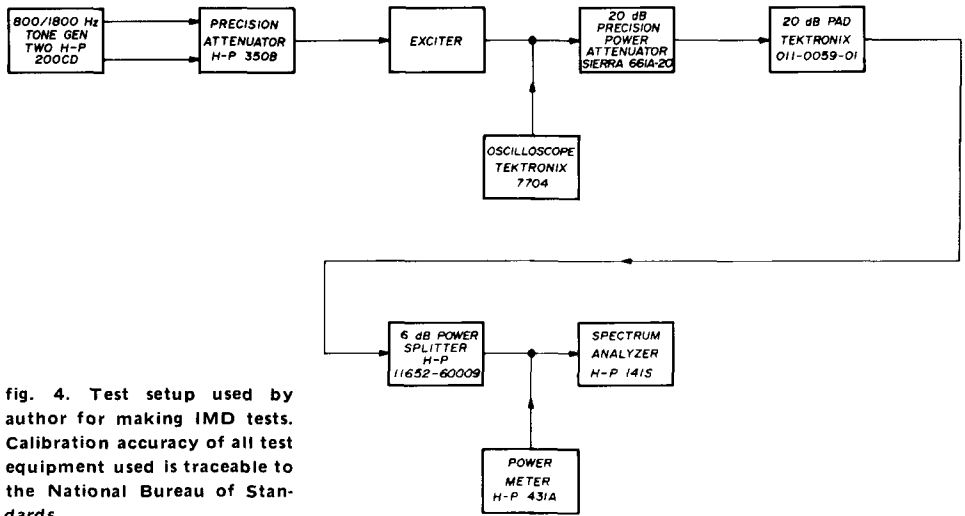 800/1800 Hz
TONE GEN
TWO H-P
200CD
PRECISION
ATTENUATOR
H-P 350B
EXCITER
20 dB
PRECISION
POWER
ATTENUATOR
SIERRA 661A-20
20 dB PAD
TEKTRONIX
011-0059-01
OSCILLOSCOPE
TEKTRONIX
7704
6 dB POWER
SPLITTER
H-P
11652-60009
SPECTRUM
ANALYZER
H-P 141S
POWER
METER
H-P 431A
fig. 4. Test setup used by
author for making IMD tests.
Calibration accuracy of all test
equipment used is traceable to
the National Bureau of Stan-
dards.